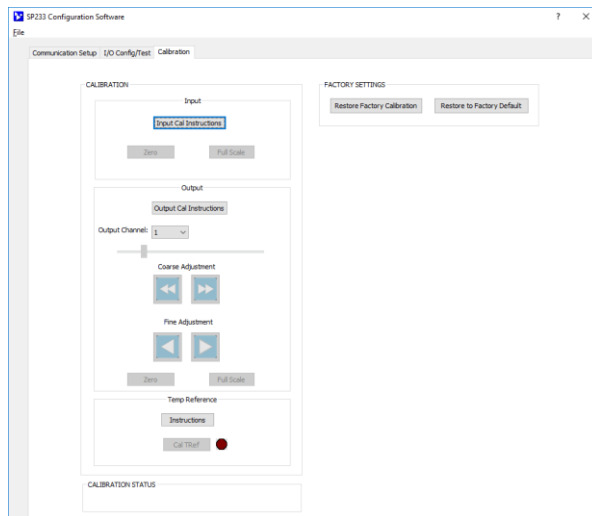 SP233 Configuration Software
File
Communication Setup I/O Config/Test Calibration
CALIBRATION
Input
Input Cal Instructions
Zero Full Scale
Output
Output Cal Instructions
Output Channel: 1
Coarse Adjustment
Fine Adjustment
Zero Full Scale
Temp Reference
Instructions
Cal TRef
CALIBRATION STATUS
FACTORY SETTINGS
Restore Factory Calibration Restore to Factory Default